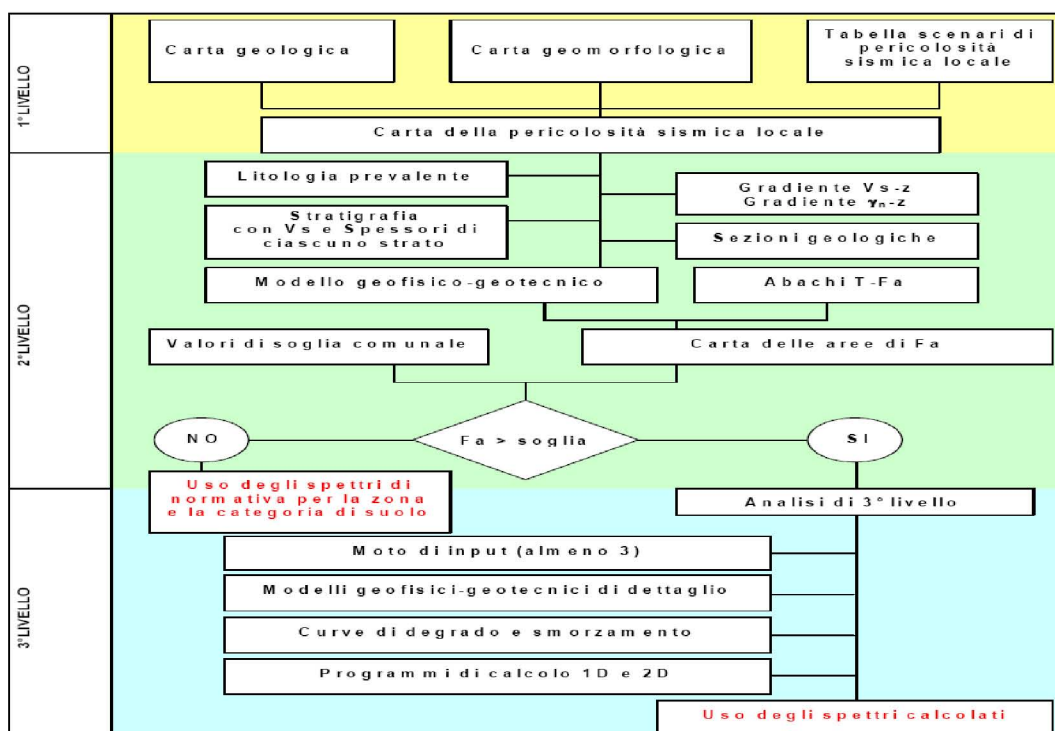 1°LIVELLO
Carta geologica
Carta geomorfologica
Tabella scenari di
pericolosità
sismica locale
Carta della pericolosità sismica locale
2°LIVELLO
Litologia prevalente
Gradiente Vs-z
Gradiente γn-z
Stratigrafia
con Vs e Spessori di
ciascuno strato
Sezioni geologiche
Modello geofisico-geotecnico
Abachi T-Fa
Valori di soglia comunale
Carta delle aree di Fa
NO
Fa > soglia
SI
Uso degli spettri di
normativa per la zona
e la categoria di suolo
3°LIVELLO
Analisi di 3° livello
Moto di input (almeno 3)
Modelli geofisici-geotecnici di dettaglio
Curve di degrado e smorzamento
Programmi di calcolo 1D e 2D
Uso degli spettri calcolati